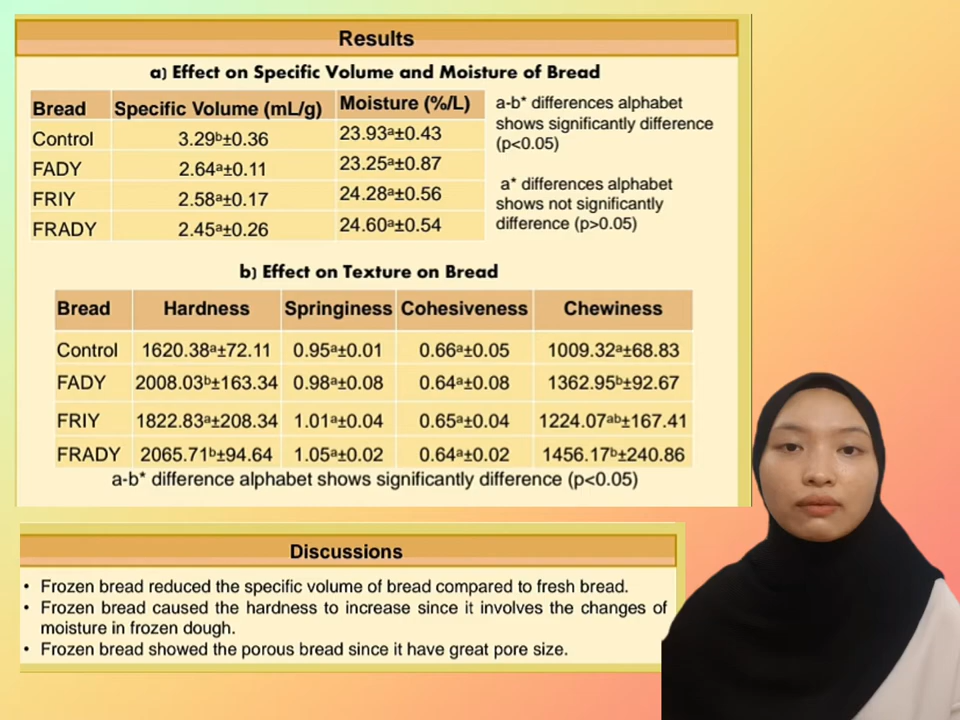 Results
a) Effect on Specific Volume and Moisture of Bread
Bread Specific Volume (mL/g) Moisture (%/L)
Control 3.29ᵇ±0.36 23.93ᵃ±0.43
FADY 2.64ᵃ±0.11 23.25ᵃ±0.87
FRIY 2.58ᵃ±0.17 24.28ᵃ±0.56
FRADY 2.45ᵃ±0.26 24.60ᵃ±0.54
a-b* differences alphabet
shows significantly difference
(p<0.05)
a* differences alphabet
shows not significantly
difference (p>0.05)
b) Effect on Texture on Bread
Bread Hardness Springiness Cohesiveness Chewiness
Control 1620.38ᵃ±72.11 0.95ᵃ±0.01 0.66ᵃ±0.05 1009.32ᵃ±68.83
FADY 2008.03ᵇ±163.34 0.98ᵃ±0.08 0.64ᵃ±0.08 1362.95ᵇ±92.67
FRIY 1822.83ᵃ±208.34 1.01ᵃ±0.04 0.65ᵃ±0.04 1224.07ᵃᵇ±167.41
FRADY 2065.71ᵇ±94.64 1.05ᵃ±0.02 0.64ᵃ±0.02 1456.17ᵇ±240.86
a-b* difference alphabet shows significantly difference (p<0.05)
Discussions
• Frozen bread reduced the specific volume of bread compared to fresh bread.
• Frozen bread caused the hardness to increase since it involves the changes of
moisture in frozen dough.
• Frozen bread showed the porous bread since it have great pore size.